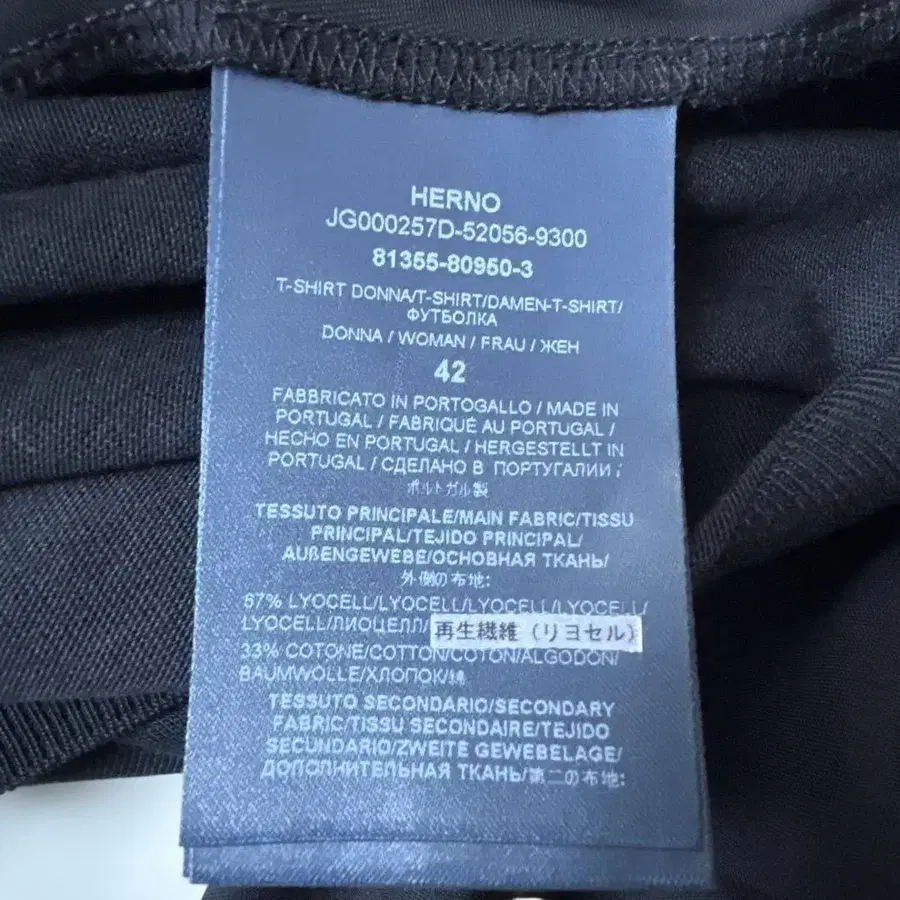 HERNO
JG000257D-52056-9300
81355-80950-3
T-SHIRT DONNA/T-SHIRT/DAMEN-T-SHIRT/
ФУТБОЛКА
DONNA / WOMAN / FRAU / ЖЕН
42
FABBRICATO IN PORTOGALLO / MADE IN
PORTUGAL / FABRIQUÉ AU PORTUGAL /
HECHO EN PORTUGAL / HERGESTELLT IN
PORTUGAL / СДЕЛАНО В ПОРТУГАЛИИ /
ポルトガル製
TESSUTO PRINCIPALE/MAIN FABRIC/TISSU
PRINCIPAL/TEJIDO PRINCIPAL/
AUßENGEWEBE/ОСНОВНАЯ ТКАНЬ/
外側の布地:
67% LYOCELL/LYOCELL/LYOCELL/LYOCELL/
LYOCELL/ЛИОЦЕЛЛ/再生繊維 (リヨセル)
33% COTONE/COTTON/COTON/ALGODON/
BAUMWOLLE/ХЛОПОК/綿
TESSUTO SECONDARIO/SECONDARY
FABRIC/TISSU SECONDAIRE/TEJIDO
SECUNDARIO/ZWEITE GEWEBELAGE/
ДОПОЛНИТЕЛЬНАЯ ТКАНЬ/第二の布地: